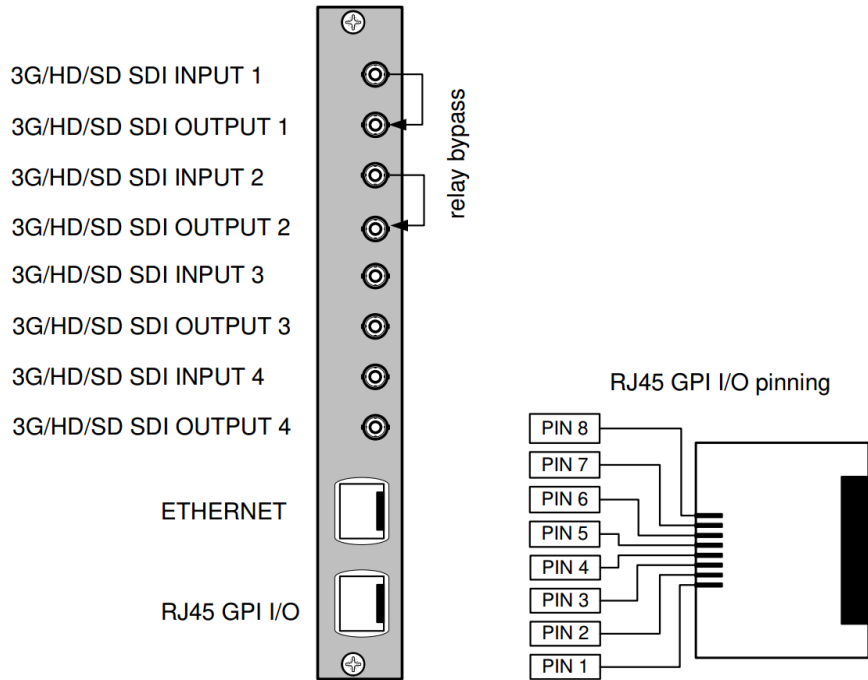 3G/HD/SD SDI INPUT 1
3G/HD/SD SDI OUTPUT 1
3G/HD/SD SDI INPUT 2
3G/HD/SD SDI OUTPUT 2
3G/HD/SD SDI INPUT 3
3G/HD/SD SDI OUTPUT 3
3G/HD/SD SDI INPUT 4
3G/HD/SD SDI OUTPUT 4
ETHERNET
RJ45 GPI I/O
relay bypass
RJ45 GPI I/O pinning
PIN 8
PIN 7
PIN 6
PIN 5
PIN 4
PIN 3
PIN 2
PIN 1